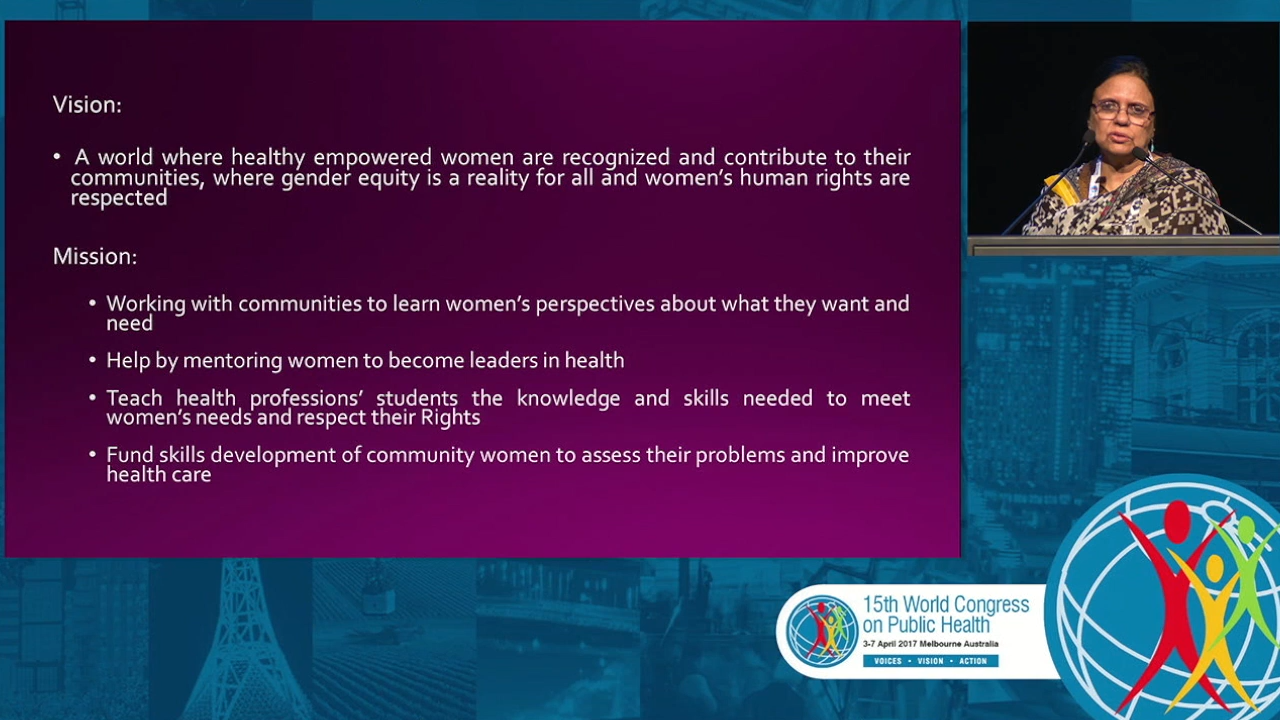 Vision:
• A world where healthy empowered women are recognized and contribute to their
communities, where gender equity is a reality for all and women's human rights are
respected
Mission:
• Working with communities to learn women's perspectives about what they want and
need
• Help by mentoring women to become leaders in health
• Teach health professions' students the knowledge and skills needed to meet
women's needs and respect their Rights
• Fund skills development of community women to assess their problems and improve
health care
15th World Congress
on Public Health
3-7 April 2017 Melbourne Australia
VOICES • VISION • ACTION